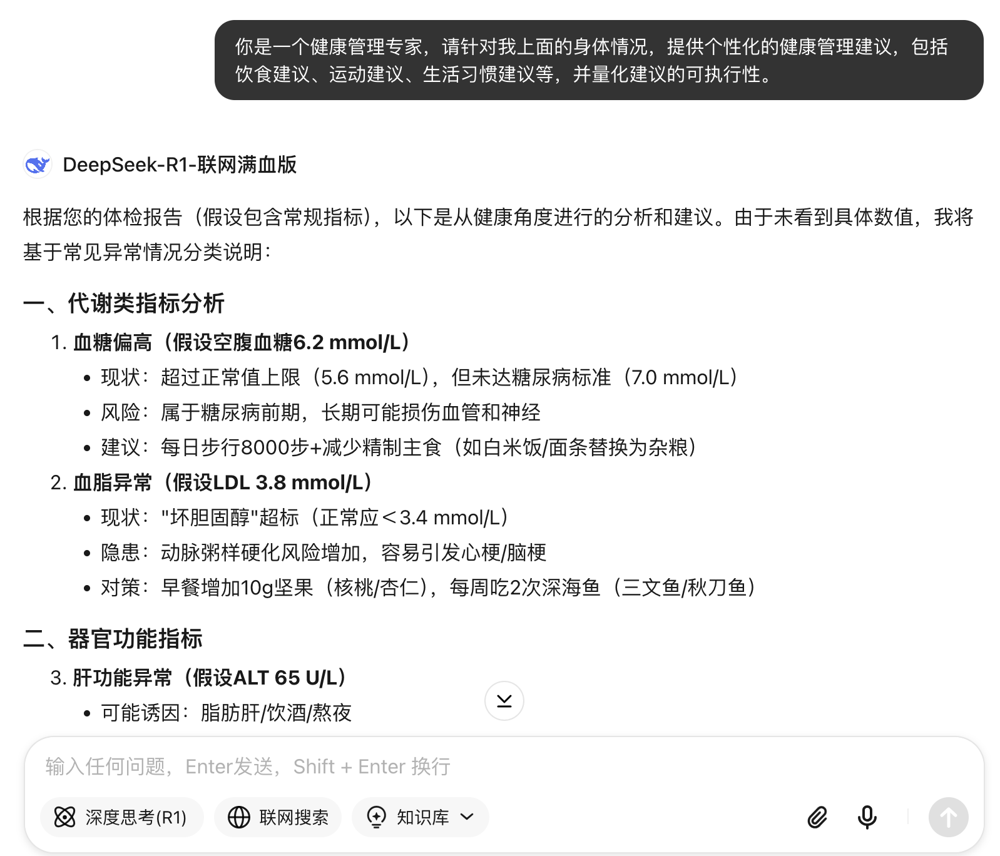 你是一个健康管理专家，请针对我上面的身体情况，提供个性化的健康管理建议，包括
饮食建议、运动建议、生活习惯建议等，并量化建议的可执行性。
DeepSeek-R1-联网满血版
根据您的体检报告（假设包含常规指标），以下是从健康角度进行的分析和建议。由于未看到具体数值，我将
基于常见异常情况分类说明：
一、代谢类指标分析
1. 血糖偏高（假设空腹血糖6.2 mmol/L）
• 现状：超过正常值上限（5.6 mmol/L），但未达糖尿病标准（7.0 mmol/L）
• 风险：属于糖尿病前期，长期可能损伤血管和神经
• 建议：每日步行8000步+减少精制主食（如白米饭/面条替换为杂粮）
2. 血脂异常（假设LDL 3.8 mmol/L）
• 现状："坏胆固醇"超标（正常应＜3.4 mmol/L）
• 隐患：动脉粥样硬化风险增加，容易引发心梗/脑梗
• 对策：早餐增加10g坚果（核桃/杏仁），每周吃2次深海鱼（三文鱼/秋刀鱼）
二、器官功能指标
3. 肝功能异常（假设ALT 65 U/L）
• 可能诱因：脂肪肝/饮酒/熬夜
输入任何问题，Enter发送，Shift + Enter 换行
深度思考(R1) 联网搜索 知识库